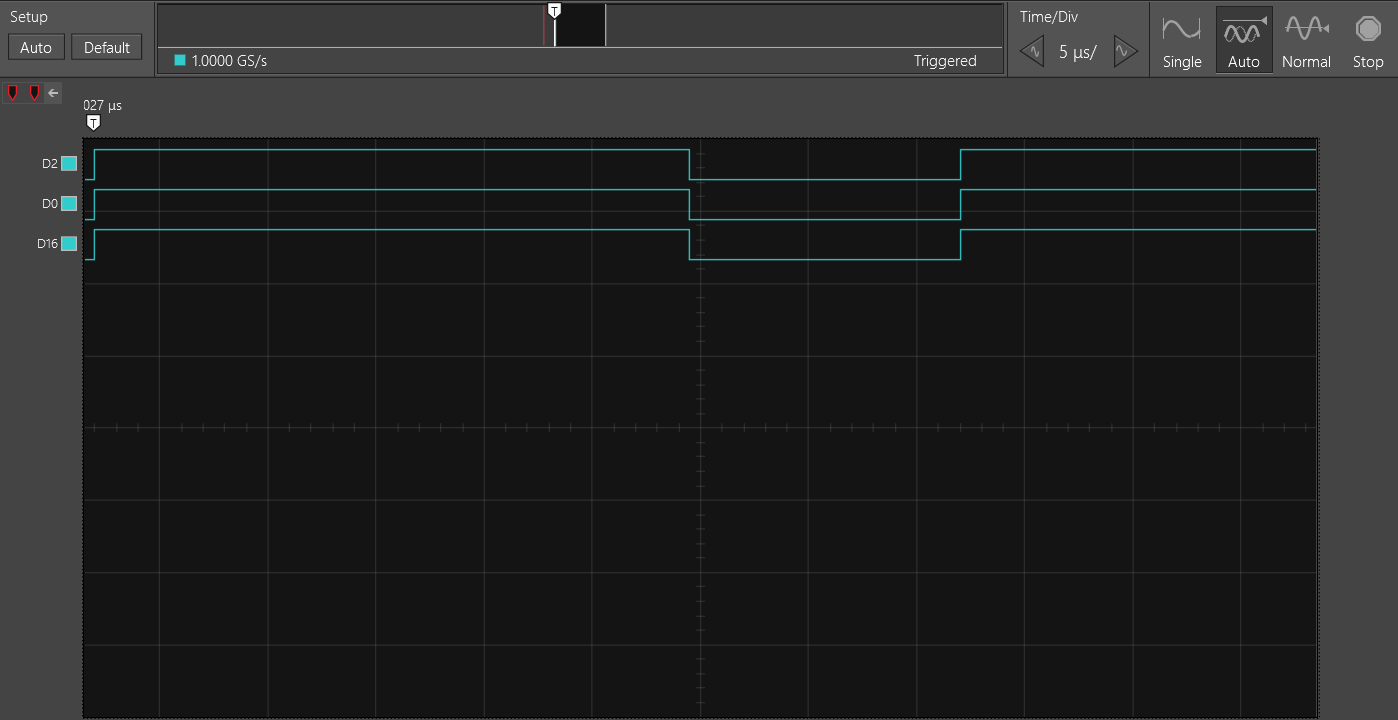 Setup
Auto
Default
T
1.0000 GS/s
Triggered
Time/Div
5 µs/
Single
Auto
Normal
Stop
027 µs
T
D2
D0
D16